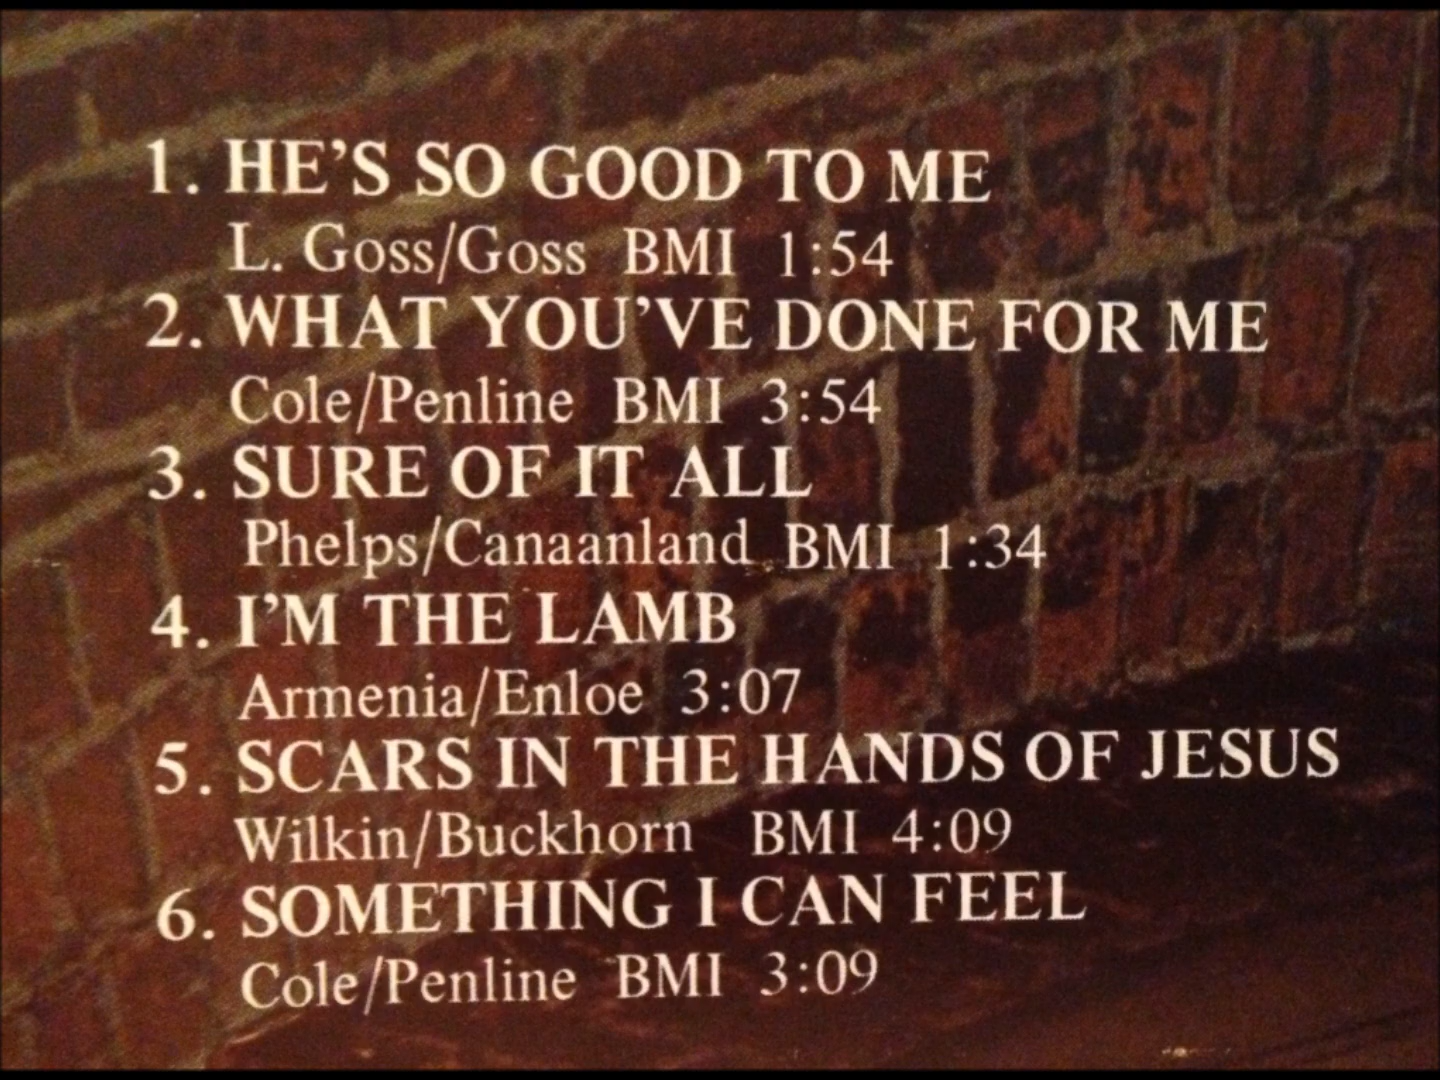 1. HE'S SO GOOD TO ME
L. Goss/Goss BMI 1:54
2. WHAT YOU'VE DONE FOR ME
Cole/Penline BMI 3:54
3. SURE OF IT ALL
Phelps/Canaanland BMI 1:34
4. I'M THE LAMB
Armenia/Enloe 3:07
5. SCARS IN THE HANDS OF JESUS
Wilkin/Buckhorn BMI 4:09
6. SOMETHING I CAN FEEL
Cole/Penline BMI 3:09